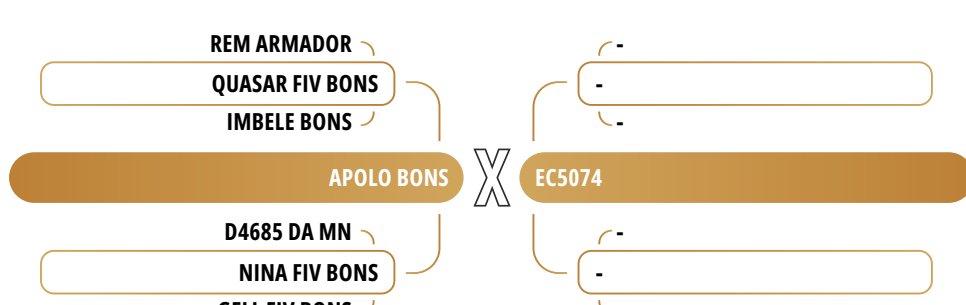 REM ARMADOR
QUASAR FIV BONS
IMBELE BONS
APOLO BONS
X
EC5074
D4685 DA MN
NINA FIV BONS
-
-
-
-
-